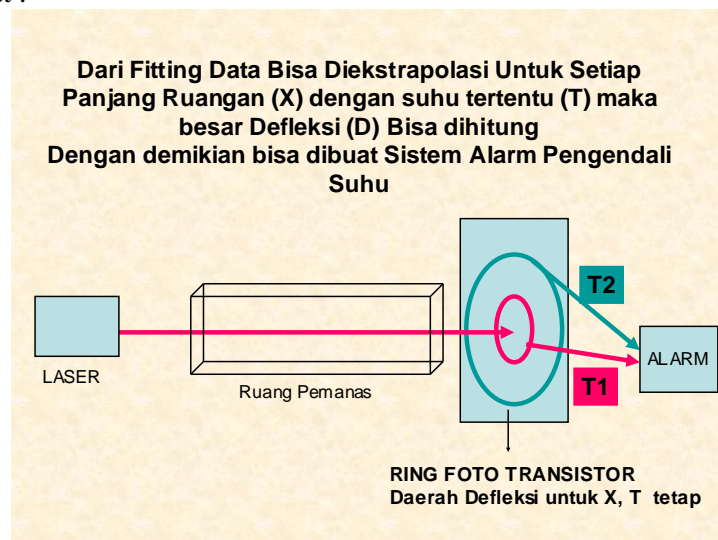 Dari Fitting Data Bisa Diekstrapolasi Untuk Setiap
Panjang Ruangan (X) dengan suhu tertentu (T) maka
besar Defleksi (D) Bisa dihitung
Dengan demikian bisa dibuat Sistem Alarm Pengendali
Suhu
T2
LASER
Ruang Pemanas
T1
ALARM
RING FOTO TRANSISTOR
Daerah Defleksi untuk X, T tetap